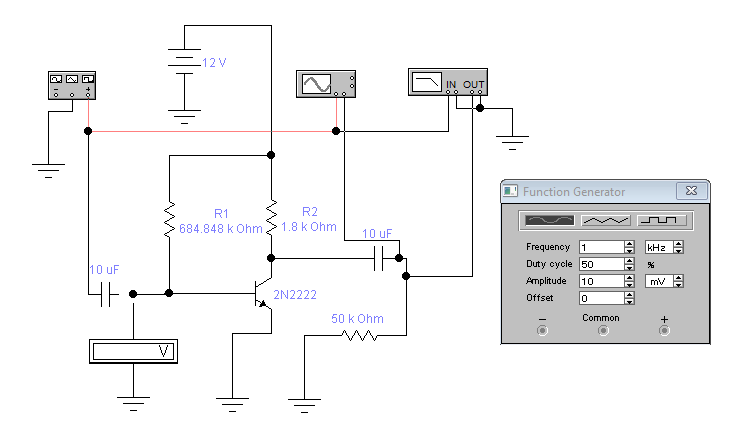 12 V
IN OUT
R1
684.848 k Ohm
R2
1.8 k Ohm
10 uF
10 uF
2N2222
50 k Ohm
V
Function Generator
Frequency 1 kHz
Duty cycle 50 %
Amplitude 10 mV
Offset 0
− Common +